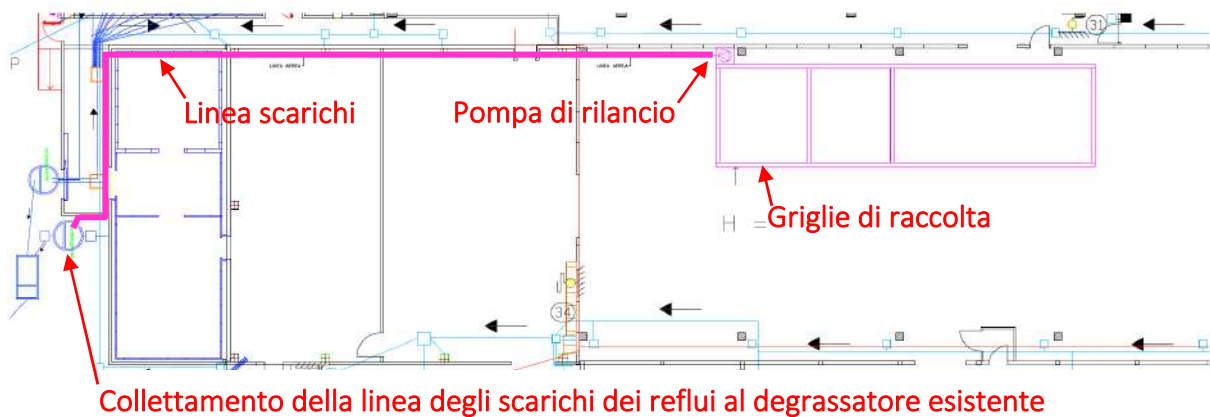 31
P
LINEA AEREA
LINEA AEREA
Linea scarichi
Pompa di rilancio
Griglie di raccolta
H =
34
Collettamento della linea degli scarichi dei reflui al degrassatore esistente